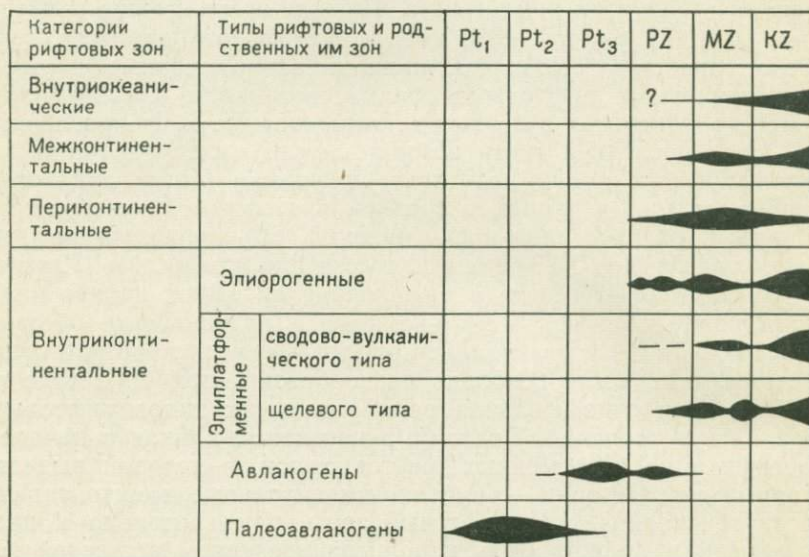 Категории
рифтовых зон
Типы рифтовых и род-
ственных им зон
Pt₁
Pt₂
Pt₃
PZ
MZ
KZ
Внутриокеани-
ческие
?
Межконтинен-
тальные
Периконтинен-
тальные
Внутриконти-
нентальные
Эпиорогенные
Эпиплатфор-
менные
сводово-вулкани-
ческого типа
щелевого типа
Авлакогены
Палеоавлакогены